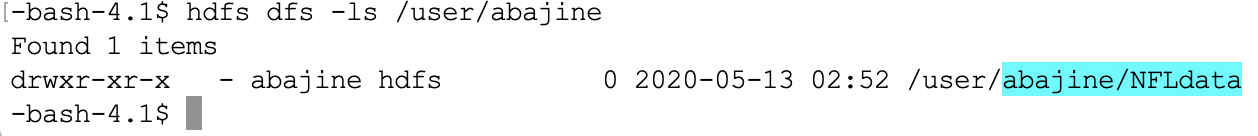 [-bash-4.1$ hdfs dfs -ls /user/abajine
Found 1 items
drwxr-xr-x   - abajine hdfs          0 2020-05-13 02:52 /user/abajine/NFLdata
-bash-4.1$